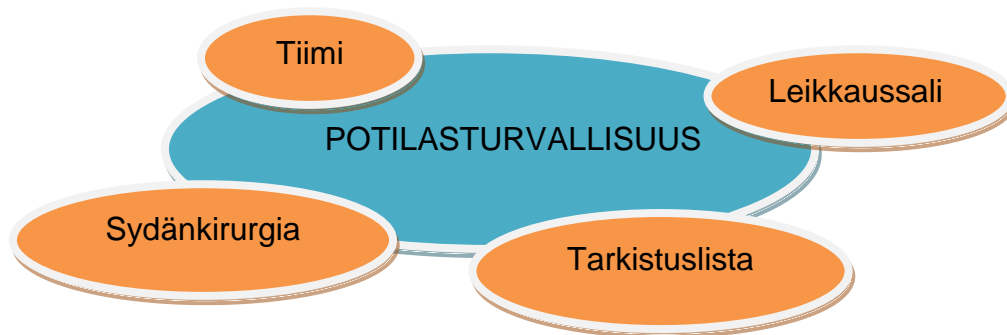 Tiimi
Leikkaussali
POTILASTURVALLISUUS
Sydänkirurgia
Tarkistuslista